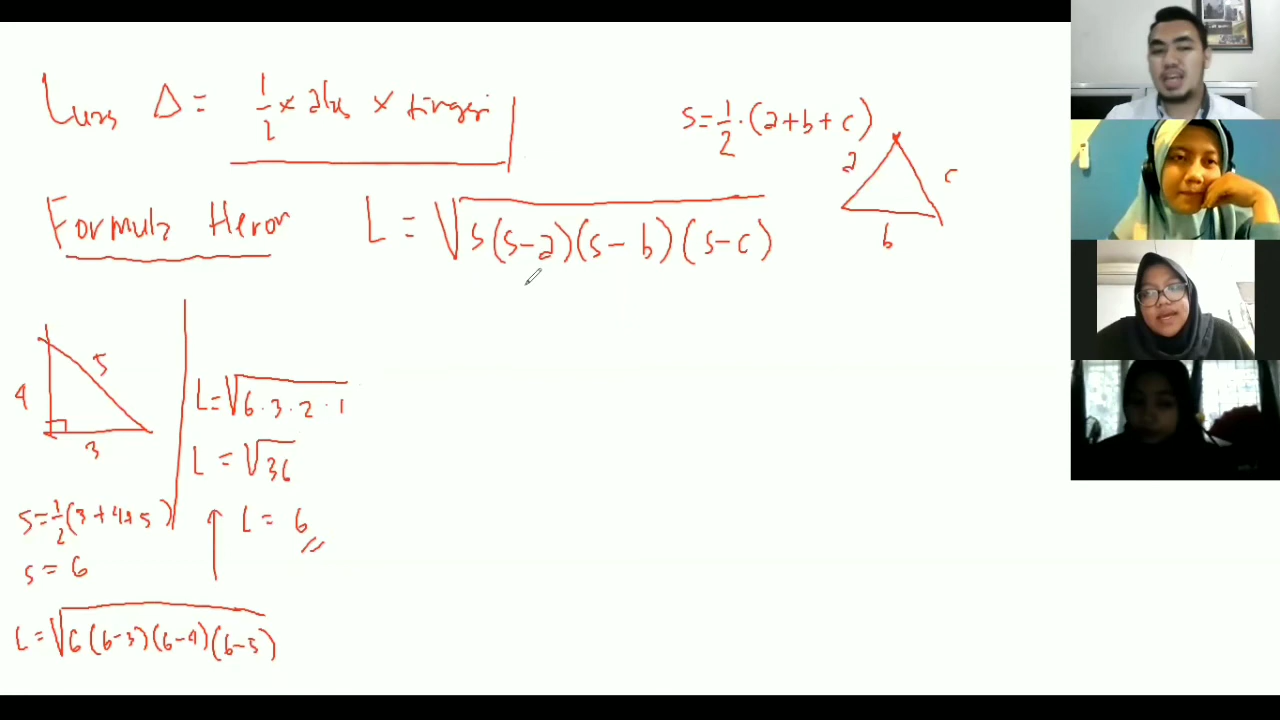 Luas Δ = 1/2 × alas × tinggi
s = 1/2 · (a + b + c)
a
c
b
Formula Heron L = √s(s-a)(s-b)(s-c)
5
4
3
s = 1/2 (3 + 4 + 5)
s = 6
L = √6(6-3)(6-4)(6-5)
L = √6 · 3 · 2 · 1
L = √36
L = 6